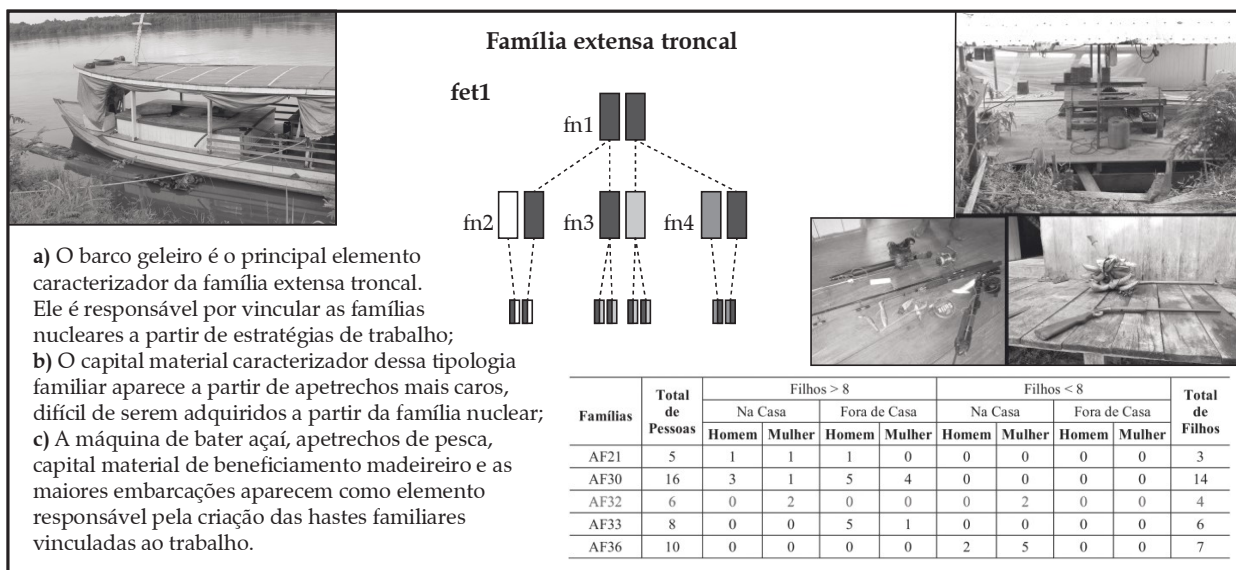 Família extensa troncal
fet1
fn1
fn2
fn3
fn4
a) O barco geleiro é o principal elemento
caracterizador da família extensa troncal.
Ele é responsável por vincular as famílias
nucleares a partir de estratégias de trabalho;
b) O capital material caracterizador dessa tipologia
familiar aparece a partir de apetrechos mais caros,
difícil de serem adquiridos a partir da família nuclear;
c) A máquina de bater açaí, apetrechos de pesca,
capital material de beneficiamento madeireiro e as
maiores embarcações aparecem como elemento
responsável pela criação das hastes familiares
vinculadas ao trabalho.
Famílias Total de Pessoas Filhos > 8 Filhos < 8 Total de Filhos
Na Casa Fora de Casa Na Casa Fora de Casa
Homem Mulher Homem Mulher Homem Mulher Homem Mulher
AF21 5 1 1 1 0 0 0 0 0 3
AF30 16 3 1 5 4 0 0 0 0 14
AF32 6 0 2 0 0 0 2 0 0 4
AF33 8 0 0 5 1 0 0 0 0 6
AF36 10 0 0 0 0 2 5 0 0 7